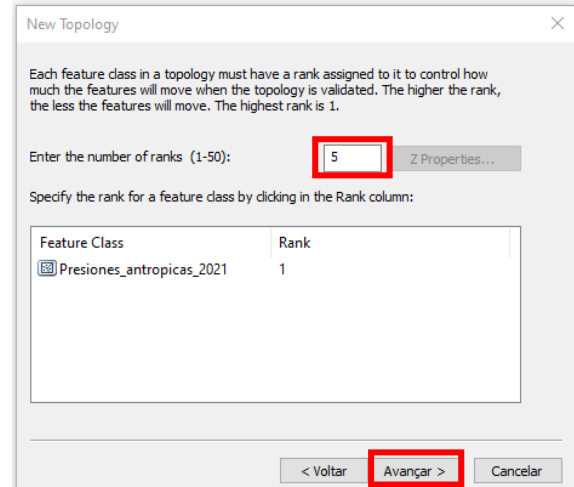 New Topology
Each feature class in a topology must have a rank assigned to it to control how
much the features will move when the topology is validated. The higher the rank,
the less the features will move. The highest rank is 1.
Enter the number of ranks (1-50):
5
Z Properties...
Specify the rank for a feature class by clicking in the Rank column:
Feature Class
Rank
Presiones_antropicas_2021
1
< Voltar
Avançar >
Cancelar